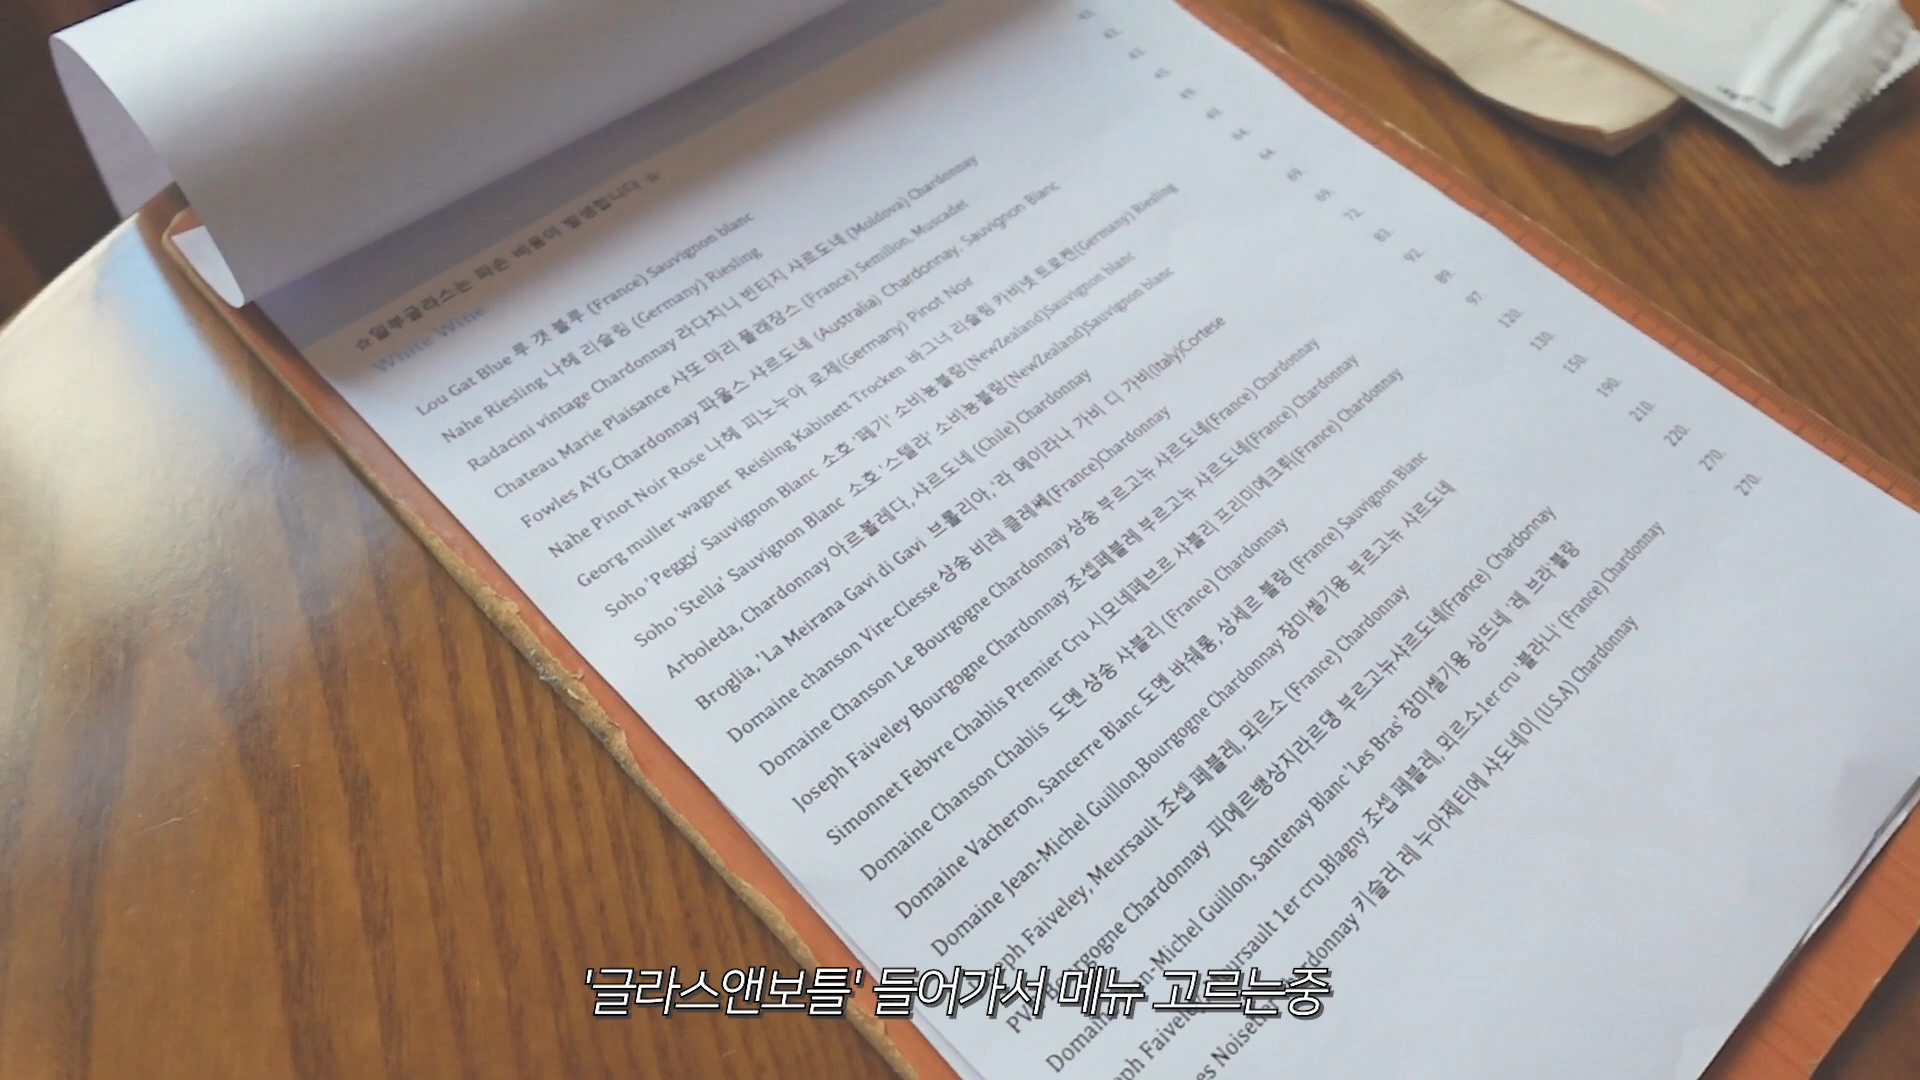 ☆일부글라스는 파손 비용이 발생합니다 ☆
White Wine
Lou Gat Blue 루 갯 블루 (France) Sauvignon blanc 42.
Nahe Riesling 나헤 리슬링 (Germany) Riesling 42.
Radacini vintage Chardonnay 라다치니 빈티지 샤르도네 (Moldova) Chardonnay 43.
Chateau Marie Plaisance 샤또 마리 플래장스 (France) Semillon, Muscadet 45.
Fowles AYG Chardonnay 파울스 샤르도네 (Australia) Chardonnay, Sauvignon Blanc
Nahe Pinot Noir Rose 나헤 피노누아 로제(Germany) Pinot Noir
Georg muller wagner Reisling Kabinett Trocken 바그너 리슬링 카비넷 트로켄(Germany) Riesling 64.
Soho 'Peggy' Sauvignon Blanc 소호 '페기' 소비뇽블랑(NewZealand)Sauvignon blanc 64.
Soho 'Stella' Sauvignon Blanc 소호 '스텔라' 소비뇽블랑(NewZealand)Sauvignon blanc 69.
Arboleda, Chardonnay 아르볼레다, 샤르도네 (Chile) Chardonnay 69.
Broglia,'La Meirana Gavi di Gavi 브롤리아, '라 메이라나 가비 디 가비(Italy)Cortese 72.
Domaine chanson Vire-Clesse 샹송 비레 클레쎄(France)Chardonnay 83.
Domaine Chanson Le Bourgogne Chardonnay 샹송 부르고뉴 샤르도네(France) Chardonnay 92.
Joseph Faiveley Bourgogne Chardonnay 조셉페블레 부르고뉴 샤르도네(France) Chardonnay 89.
Simonnet Febvre Chablis Premier Cru 시모네페브르 샤블리 프리미에크뤼(France) Chardonnay 97.
Domaine Chanson Chablis 도멘 샹송 샤블리 (France) Chardonnay 120.
Domaine Vacheron, Sancerre Blanc 도멘 바쉐롱, 상세르 블랑 (France) Sauvignon Blanc 130.
Domaine Jean-Michel Guillon,Bourgogne Chardonnay 장미셸기용 부르고뉴 샤르도네 150.
Joseph Faiveley, Meursault 조셉 페블레, 뫼르소 (France) Chardonnay 190.
Bourgogne Chardonnay 피에르뱅상지라르댕 부르고뉴샤르도네(France) Chardonnay 210.
Domaine Jean-Michel Guillon, Santenay Blanc 'Les Bras' 장미셸기용 상뜨네 '레 브라'블랑 220.
Joseph Faiveley, Meursault 1er cru,Blagny 조셉 페블레, 뫼르소1er cru '블라니' (France) Chardonnay 270.
es Noisetier Chardonnay 키슬러 레 누아제티에 샤도네이 (U.S.A) Chardonnay 270.
'글라스앤보틀' 들어가서 메뉴 고르는중